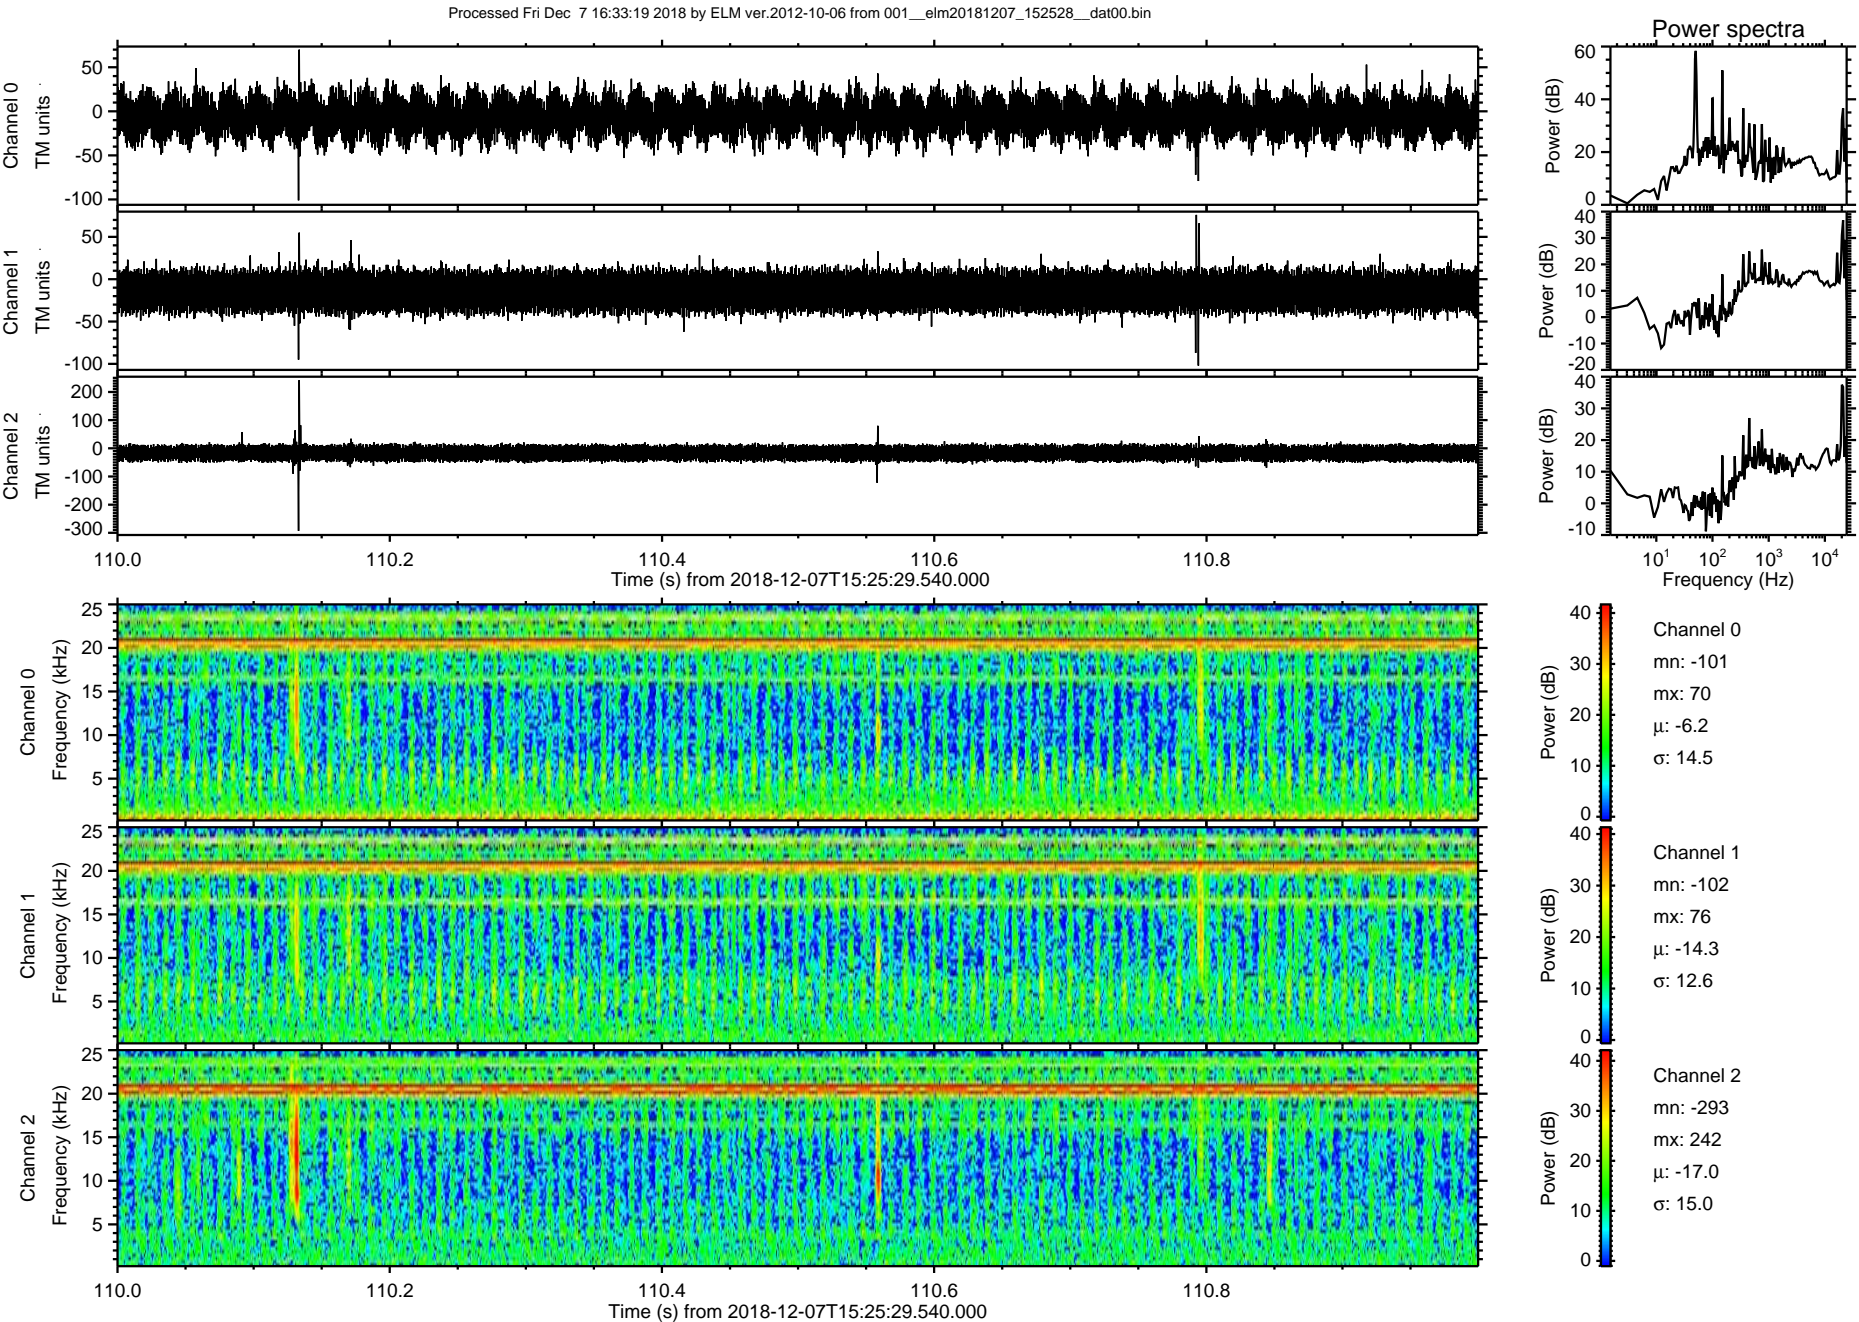 Processed Fri Dec  7 16:33:19 2018 by ELM ver.2012-10-06 from 001__elm20181207_152528__dat00.bin
Power spectra
Channel 0
TM units
50
0
-50
-100
Power (dB)
60
40
20
0
Channel 1
TM units
50
0
-50
-100
Power (dB)
40
30
20
10
0
-10
-20
Channel 2
TM units
200
100
0
-100
-200
-300
Power (dB)
40
30
20
10
0
-10
110.0 110.2 110.4 110.6 110.8
Time (s) from 2018-12-07T15:25:29.540.000
10^1 10^2 10^3 10^4
Frequency (Hz)
Channel 0
Frequency (kHz)
25
20
15
10
5
Power (dB)
40
30
20
10
0
Channel 0
mn: -101
mx: 70
μ: -6.2
σ: 14.5
Channel 1
Frequency (kHz)
25
20
15
10
5
Power (dB)
40
30
20
10
0
Channel 1
mn: -102
mx: 76
μ: -14.3
σ: 12.6
Channel 2
Frequency (kHz)
25
20
15
10
5
Power (dB)
40
30
20
10
0
Channel 2
mn: -293
mx: 242
μ: -17.0
σ: 15.0
110.0 110.2 110.4 110.6 110.8
Time (s) from 2018-12-07T15:25:29.540.000